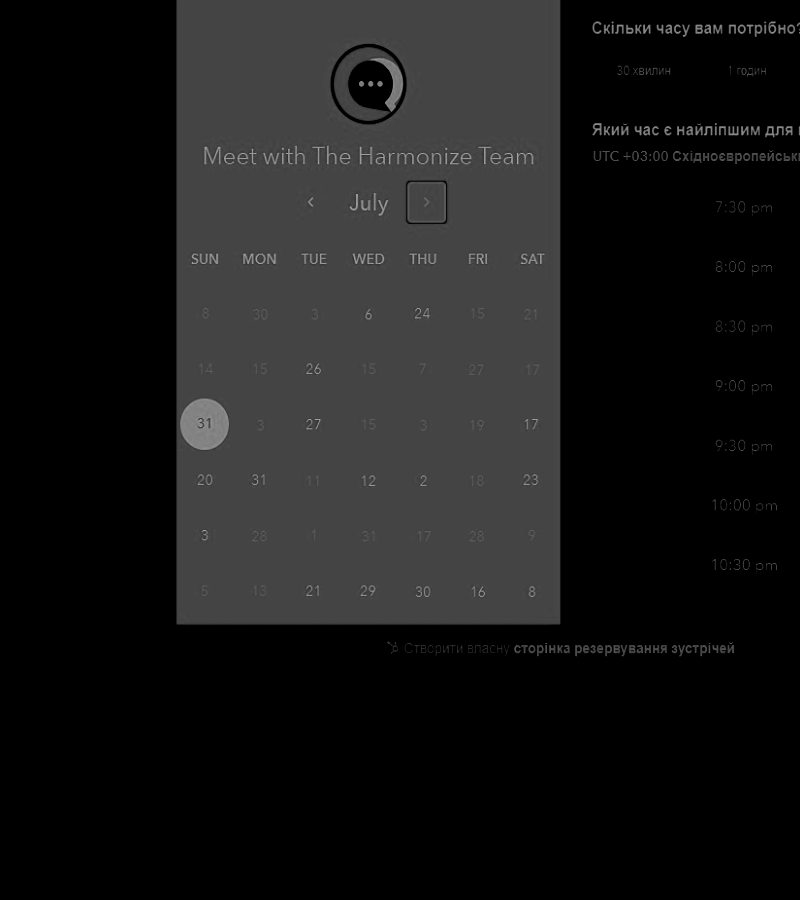 Meet with The Harmonize Team
July
SUN MON TUE WED THU FRI SAT
8 30 3 6 24 15 21
14 15 26 15 7 27 17
31 3 27 15 3 19 17
20 31 11 12 2 18 23
3 28 1 31 17 28 9
5 13 21 29 30 16 8
Скільки часу вам потрібно?
30 хвилин 1 годин
Який час є найліпшим для
UTC +03:00
7:30 pm
8:00 pm
8:30 pm
9:00 pm
9:30 pm
10:00 pm
10:30 pm
Створити власну сторінка резервування зустрічей